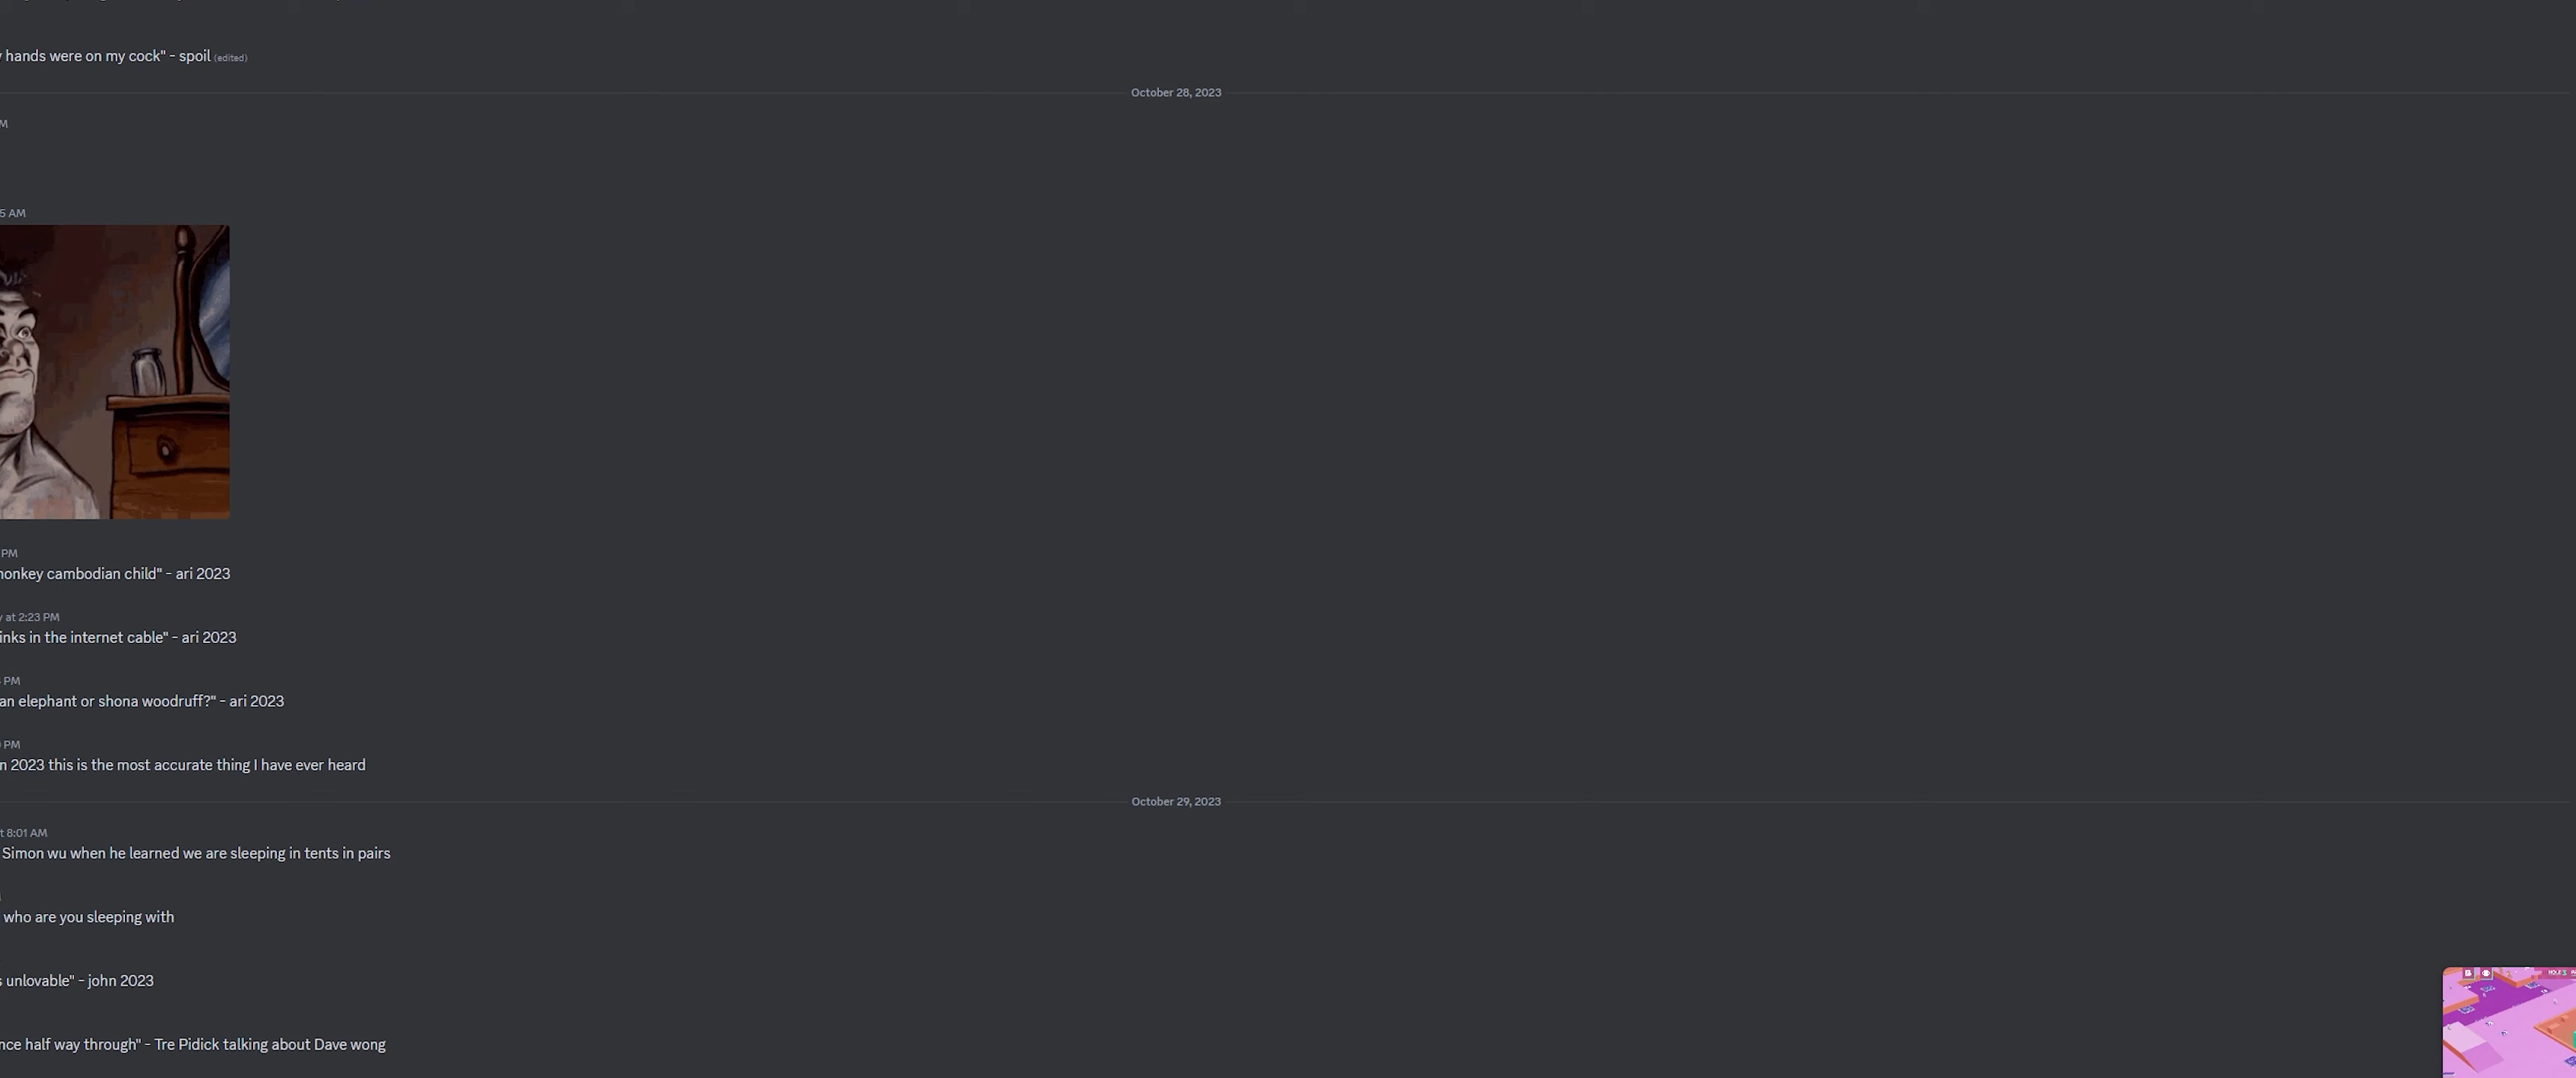 hands were on my cock" - spoil (edited)
October 28, 2023
M
5 AM
PM
monkey cambodian child" - ari 2023
at 2:23 PM
inks in the internet cable" - ari 2023
PM
an elephant or shona woodruff?" - ari 2023
PM
n 2023 this is the most accurate thing I have ever heard
October 29, 2023
t 8:01 AM
Simon wu when he learned we are sleeping in tents in pairs
who are you sleeping with
s unlovable" - john 2023
nce half way through" - Tre Pidick talking about Dave wong
HOLE 3